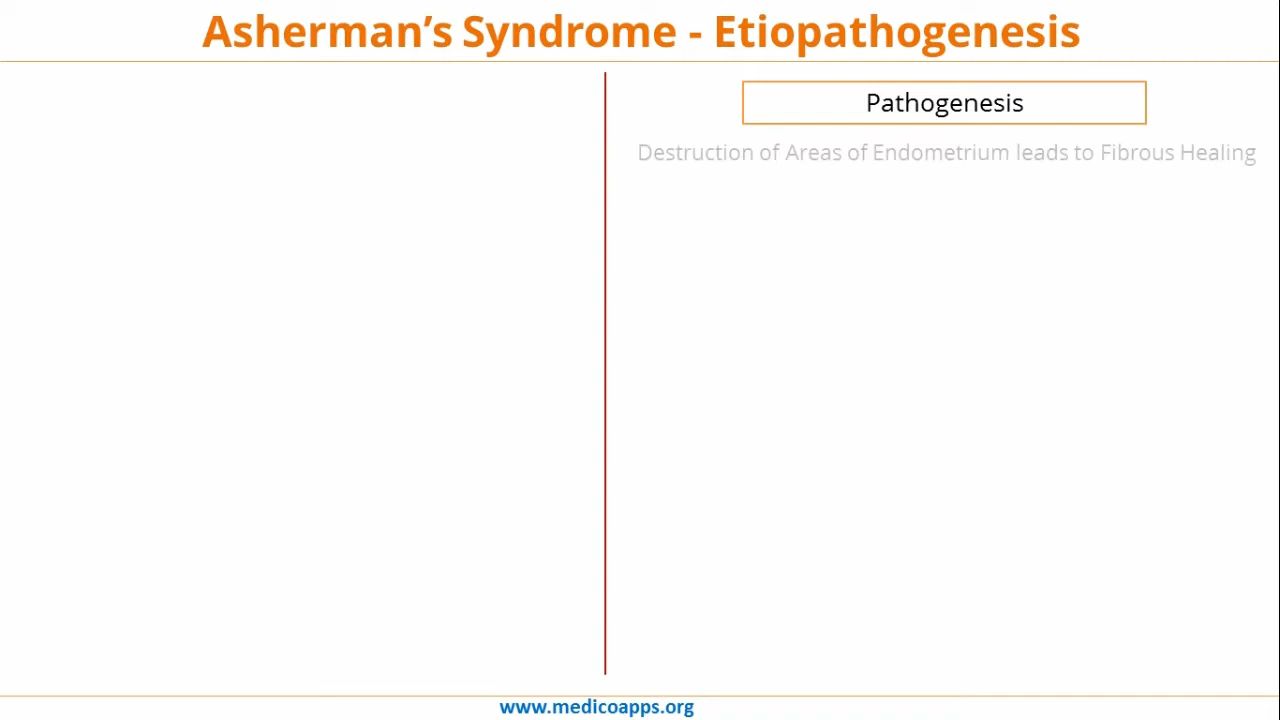 Asherman’s Syndrome - Etiopathogenesis
Pathogenesis
Destruction of Areas of Endometrium leads to Fibrous Healing
www.medicoapps.org